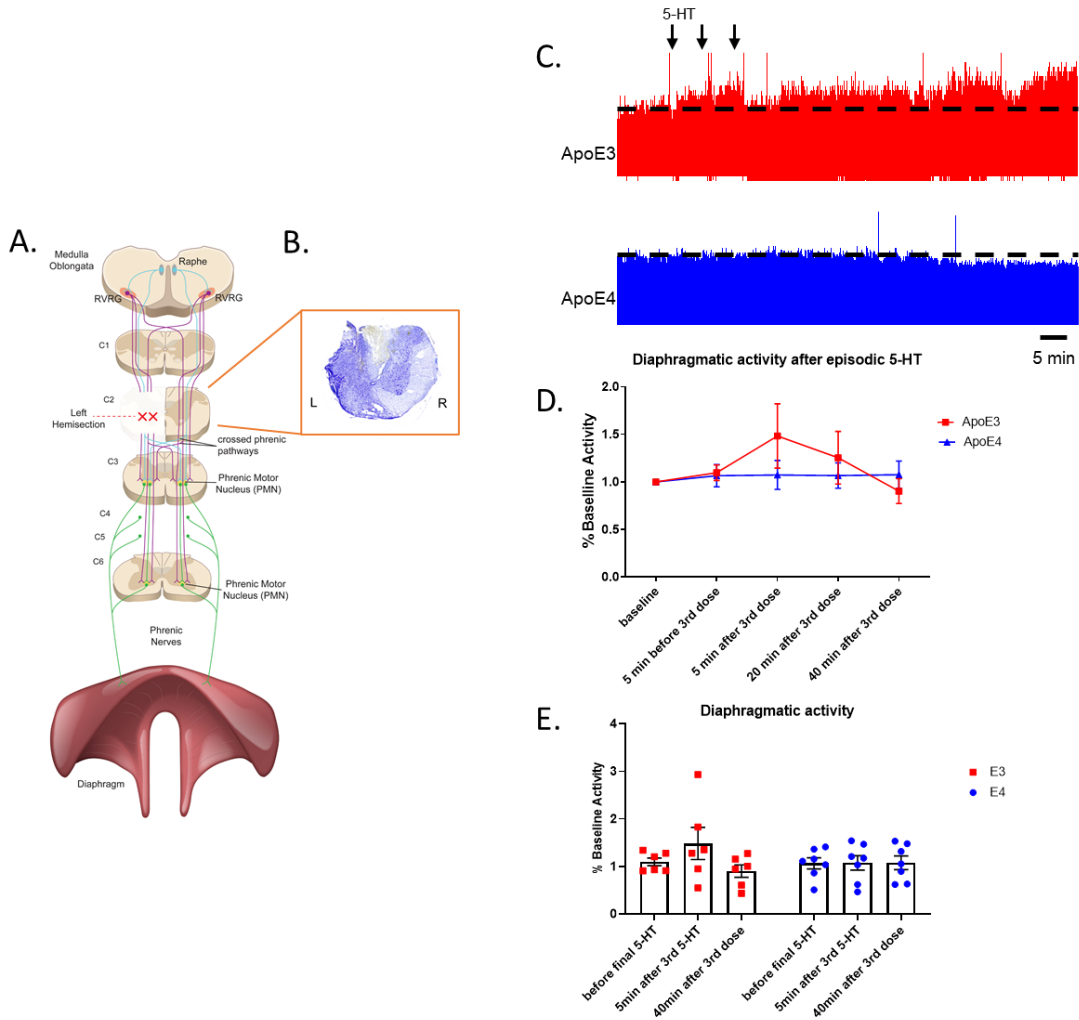 A.
Medulla
Oblongata
Raphe
RVRG
RVRG
C1
C2
Left
Hemisection
crossed phrenic
pathways
C3
Phrenic Motor
Nucleus (PMN)
C4
C5
C6
Phrenic Motor
Nucleus (PMN)
Phrenic
Nerves
Diaphragm
B.
L
R
C.
5-HT
ApoE3
ApoE4
5 min
D.
Diaphragmatic activity after episodic 5-HT
% Baseline Activity
2.0
1.5
1.0
0.5
0.0
baseline
5 min before 3rd dose
5 min after 3rd dose
20 min after 3rd dose
40 min after 3rd dose
ApoE3
ApoE4
E.
Diaphragmatic activity
% Baseline Activity
4
3
2
1
0
before final 5-HT
5min after 3rd 5-HT
40min after 3rd dose
before final 5-HT
5min after 3rd 5-HT
40min after 3rd dose
E3
E4